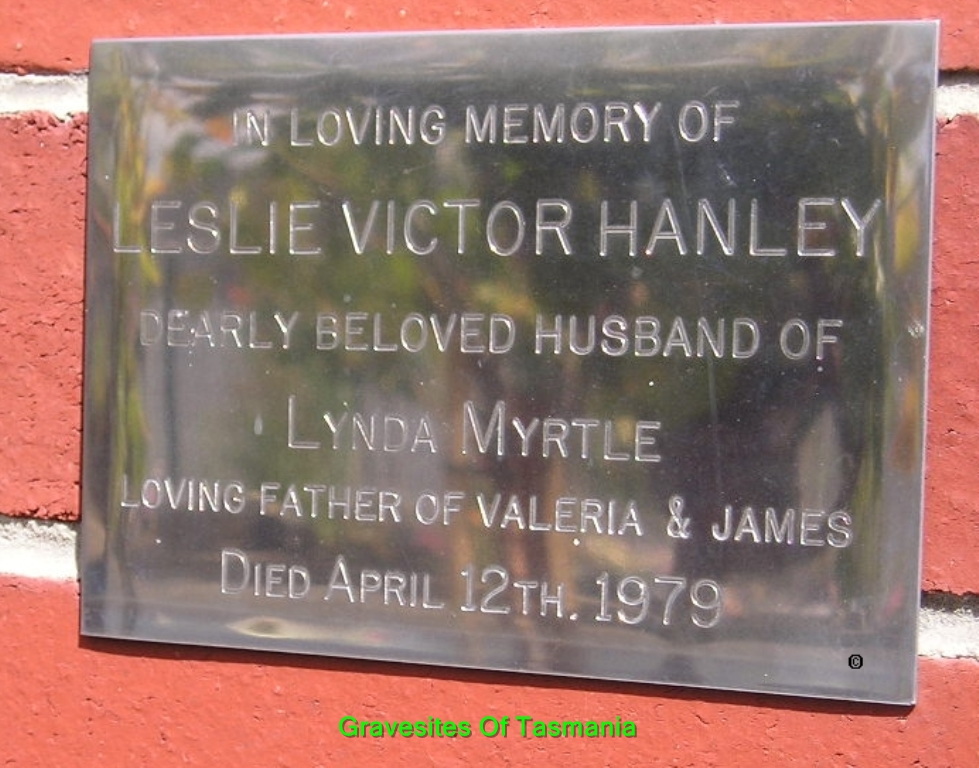 IN LOVING MEMORY OF
LESLIE VICTOR HANLEY
DEARLY BELOVED HUSBAND OF
LYNDA MYRTLE
LOVING FATHER OF VALERIA & JAMES
DIED APRIL 12TH. 1979
©
Gravesites Of Tasmania